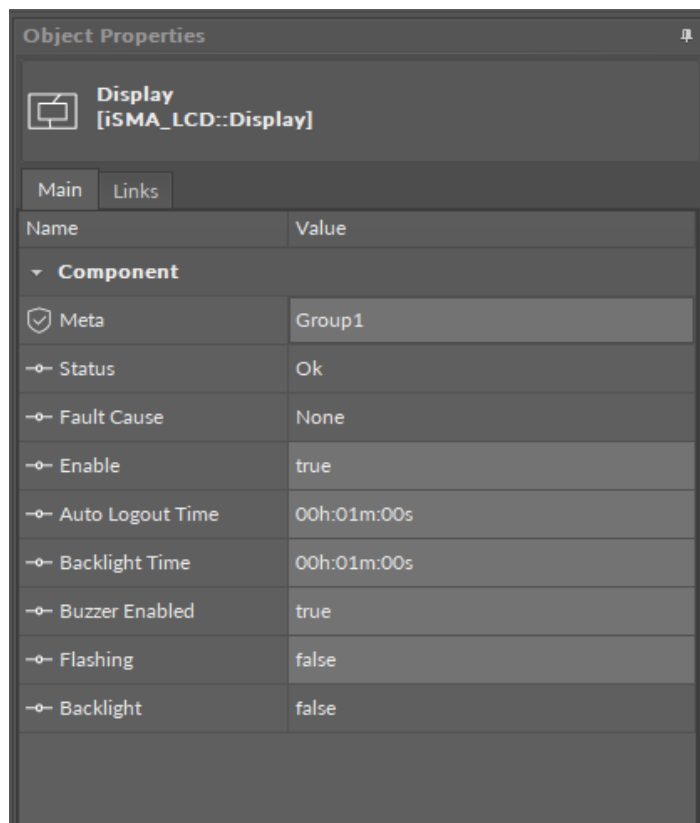 Object Properties
Display
[iSMA_LCD::Display]
Main Links
Name Value
Component
Meta Group1
Status Ok
Fault Cause None
Enable true
Auto Logout Time 00h:01m:00s
Backlight Time 00h:01m:00s
Buzzer Enabled true
Flashing false
Backlight false